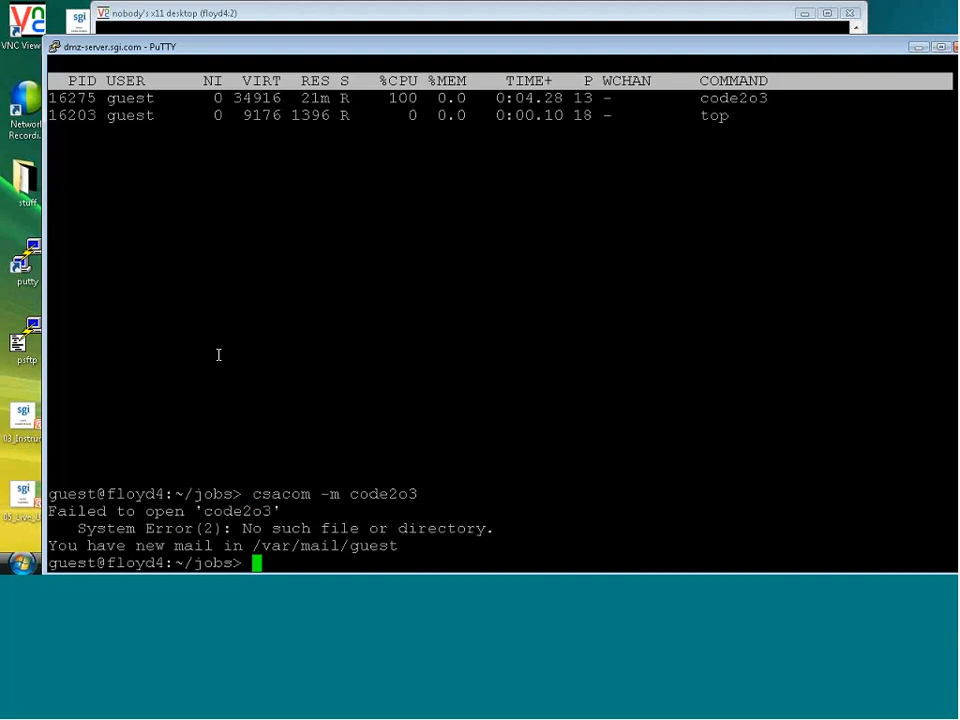 nobody's x11 desktop (floyd4:2)
sgi
VNC View
dmz-server.sgi.com - PuTTY
PID USER NI VIRT RES S %CPU %MEM TIME+ P WCHAN COMMAND
16275 guest 0 34916 21m R 100 0.0 0:04.28 13 - code2o3
16203 guest 0 9176 1396 R 0 0.0 0:00.10 18 - top
Network
Recordi...
stuff
putty
psftp
sgi
03_Instru
sgi
guest@floyd4:~/jobs> csacom -m code2o3
Failed to open 'code2o3'
System Error(2): No such file or directory.
You have new mail in /var/mail/guest
guest@floyd4:~/jobs>